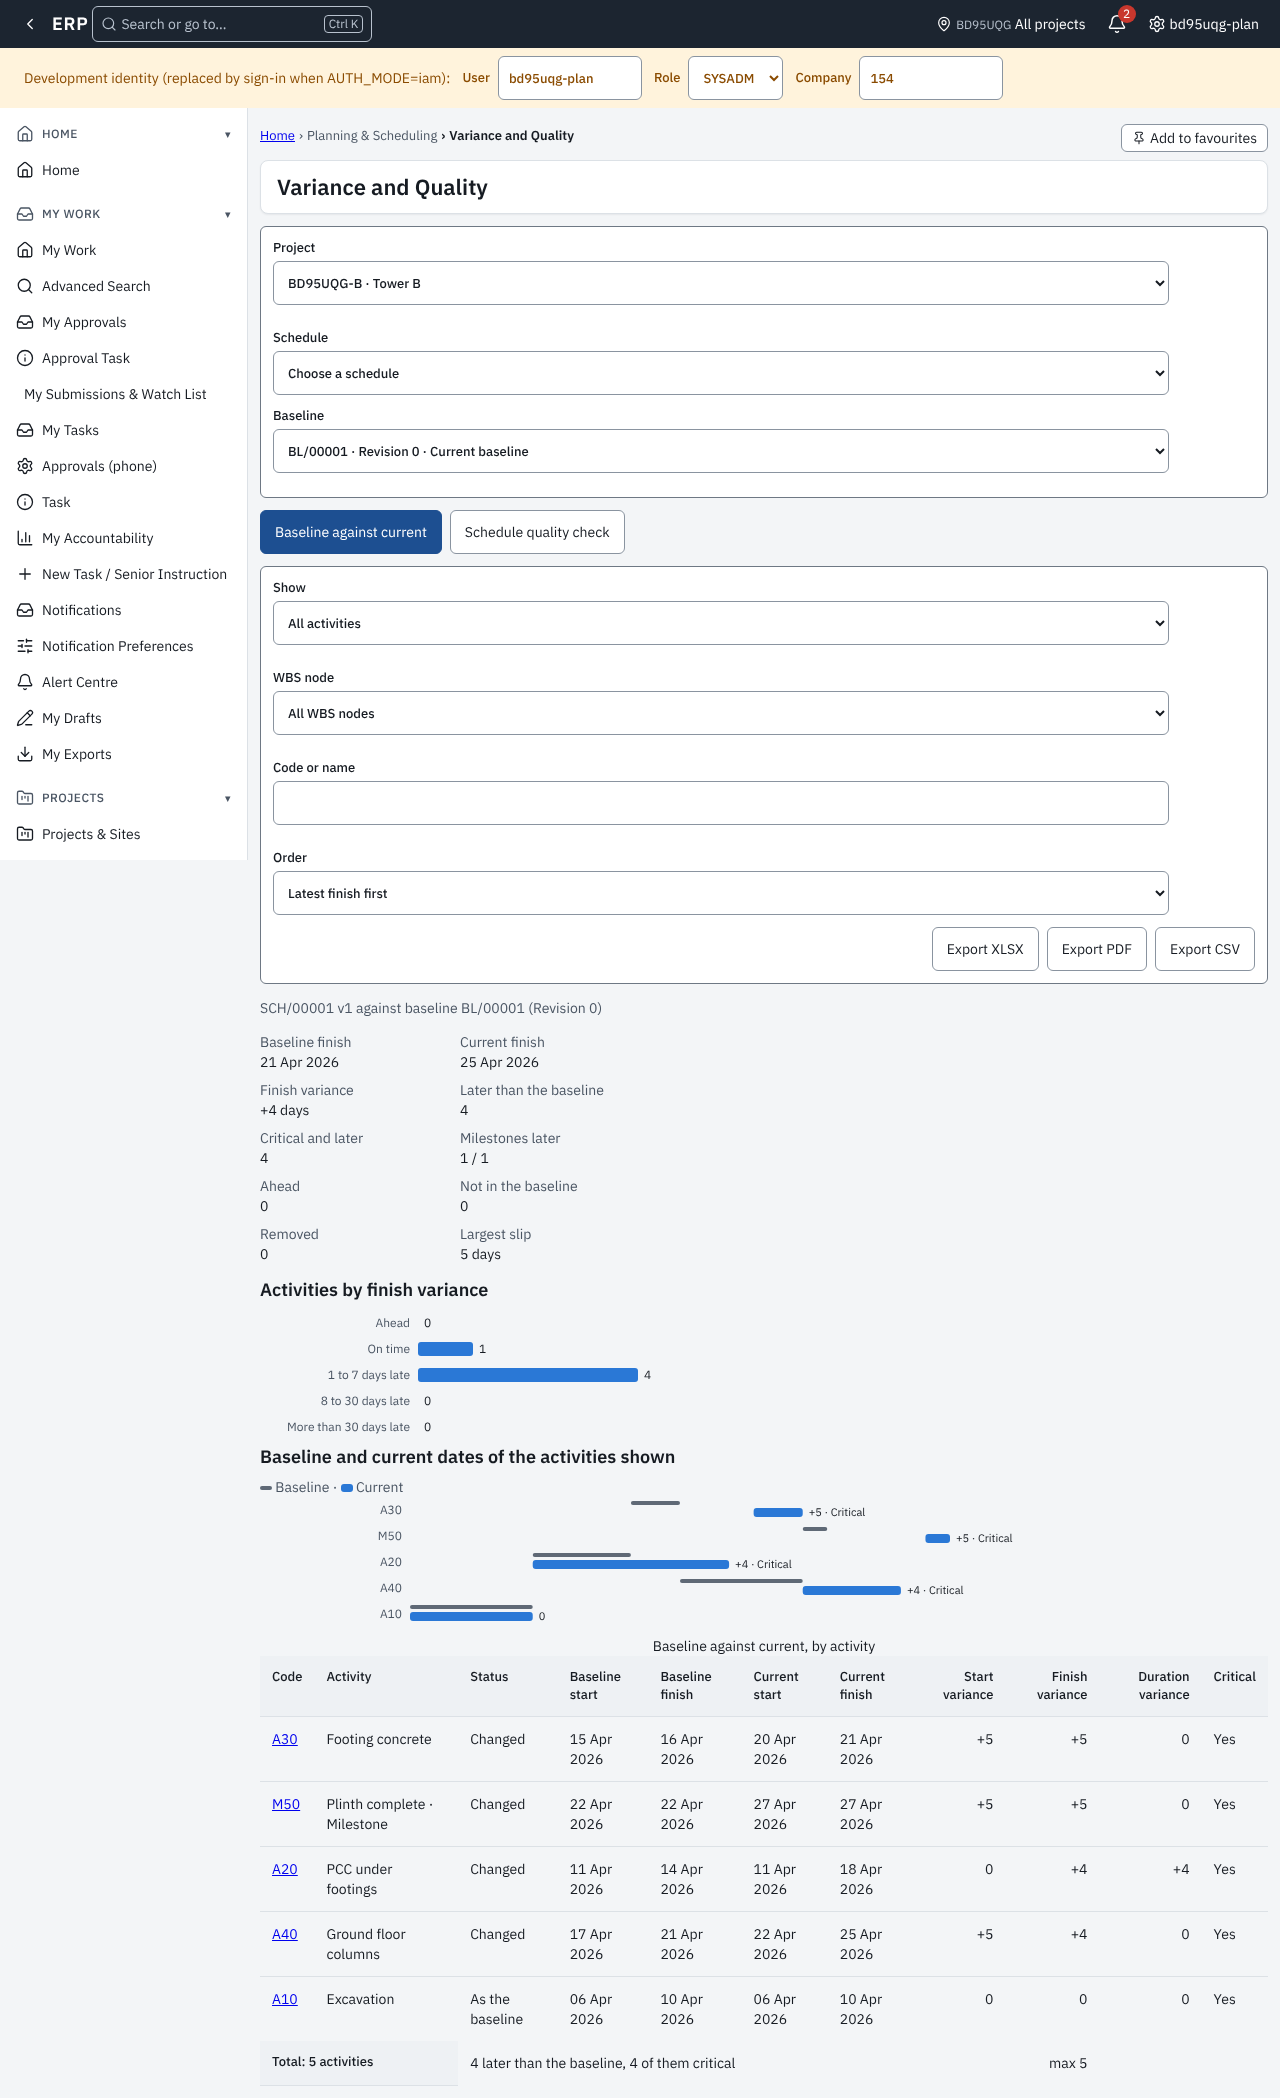 ERP
Search or go to...
Ctrl K
BD95UQG All projects
2
bd95uqg-plan
Development identity (replaced by sign-in when AUTH_MODE=iam):
User
bd95uqg-plan
Role
SYSADM
Company
154
HOME
Home
MY WORK
My Work
Advanced Search
My Approvals
Approval Task
My Submissions & Watch List
My Tasks
Approvals (phone)
Task
My Accountability
New Task / Senior Instruction
Notifications
Notification Preferences
Alert Centre
My Drafts
My Exports
PROJECTS
Projects & Sites
Home › Planning & Scheduling › Variance and Quality
Add to favourites
Variance and Quality
Project
BD95UQG-B · Tower B
Schedule
Choose a schedule
Baseline
BL/00001 · Revision 0 · Current baseline
Baseline against current
Schedule quality check
Show
All activities
WBS node
All WBS nodes
Code or name
Order
Latest finish first
Export XLSX
Export PDF
Export CSV
SCH/00001 v1 against baseline BL/00001 (Revision 0)
Baseline finish
21 Apr 2026
Current finish
25 Apr 2026
Finish variance
+4 days
Later than the baseline
4
Critical and later
4
Milestones later
1 / 1
Ahead
0
Not in the baseline
0
Removed
0
Largest slip
5 days
Activities by finish variance
Ahead 0
On time 1
1 to 7 days late 4
8 to 30 days late 0
More than 30 days late 0
Baseline and current dates of the activities shown
Baseline · Current
A30 +5 · Critical
M50 +5 · Critical
A20 +4 · Critical
A40 +4 · Critical
A10 0
Baseline against current, by activity
Code Activity Status Baseline start Baseline finish Current start Current finish Start variance Finish variance Duration variance Critical
A30 Footing concrete Changed 15 Apr 2026 16 Apr 2026 20 Apr 2026 21 Apr 2026 +5 +5 0 Yes
M50 Plinth complete · Milestone Changed 22 Apr 2026 22 Apr 2026 27 Apr 2026 27 Apr 2026 +5 +5 0 Yes
A20 PCC under footings Changed 11 Apr 2026 14 Apr 2026 11 Apr 2026 18 Apr 2026 0 +4 +4 Yes
A40 Ground floor columns Changed 17 Apr 2026 21 Apr 2026 22 Apr 2026 25 Apr 2026 +5 +4 0 Yes
A10 Excavation As the baseline 06 Apr 2026 10 Apr 2026 06 Apr 2026 10 Apr 2026 0 0 0 Yes
Total: 5 activities 4 later than the baseline, 4 of them critical max 5